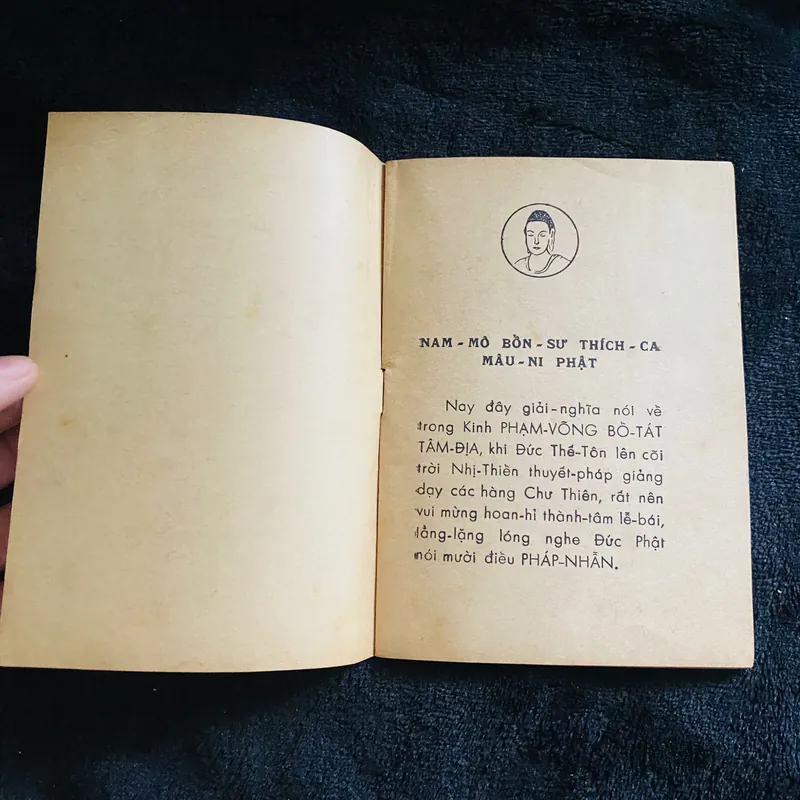 NAM - MÔ BỒN - SƯ THÍCH - CA
MÂU - NI PHẬT
Nay đây giải-nghĩa nói về
trong Kinh PHẠM-VÕNG BỒ-TÁT
TÂM-ĐỊA, khi Đức Thế-Tôn lên cõi
trời Nhị-Thiền thuyết-pháp giảng
dạy các hàng Chư Thiên, rất nên
vui mừng hoan-hỉ thành-tâm lễ-bái,
lẳng-lặng lóng nghe Đức Phật
nói mười điều PHÁP-NHẪN.